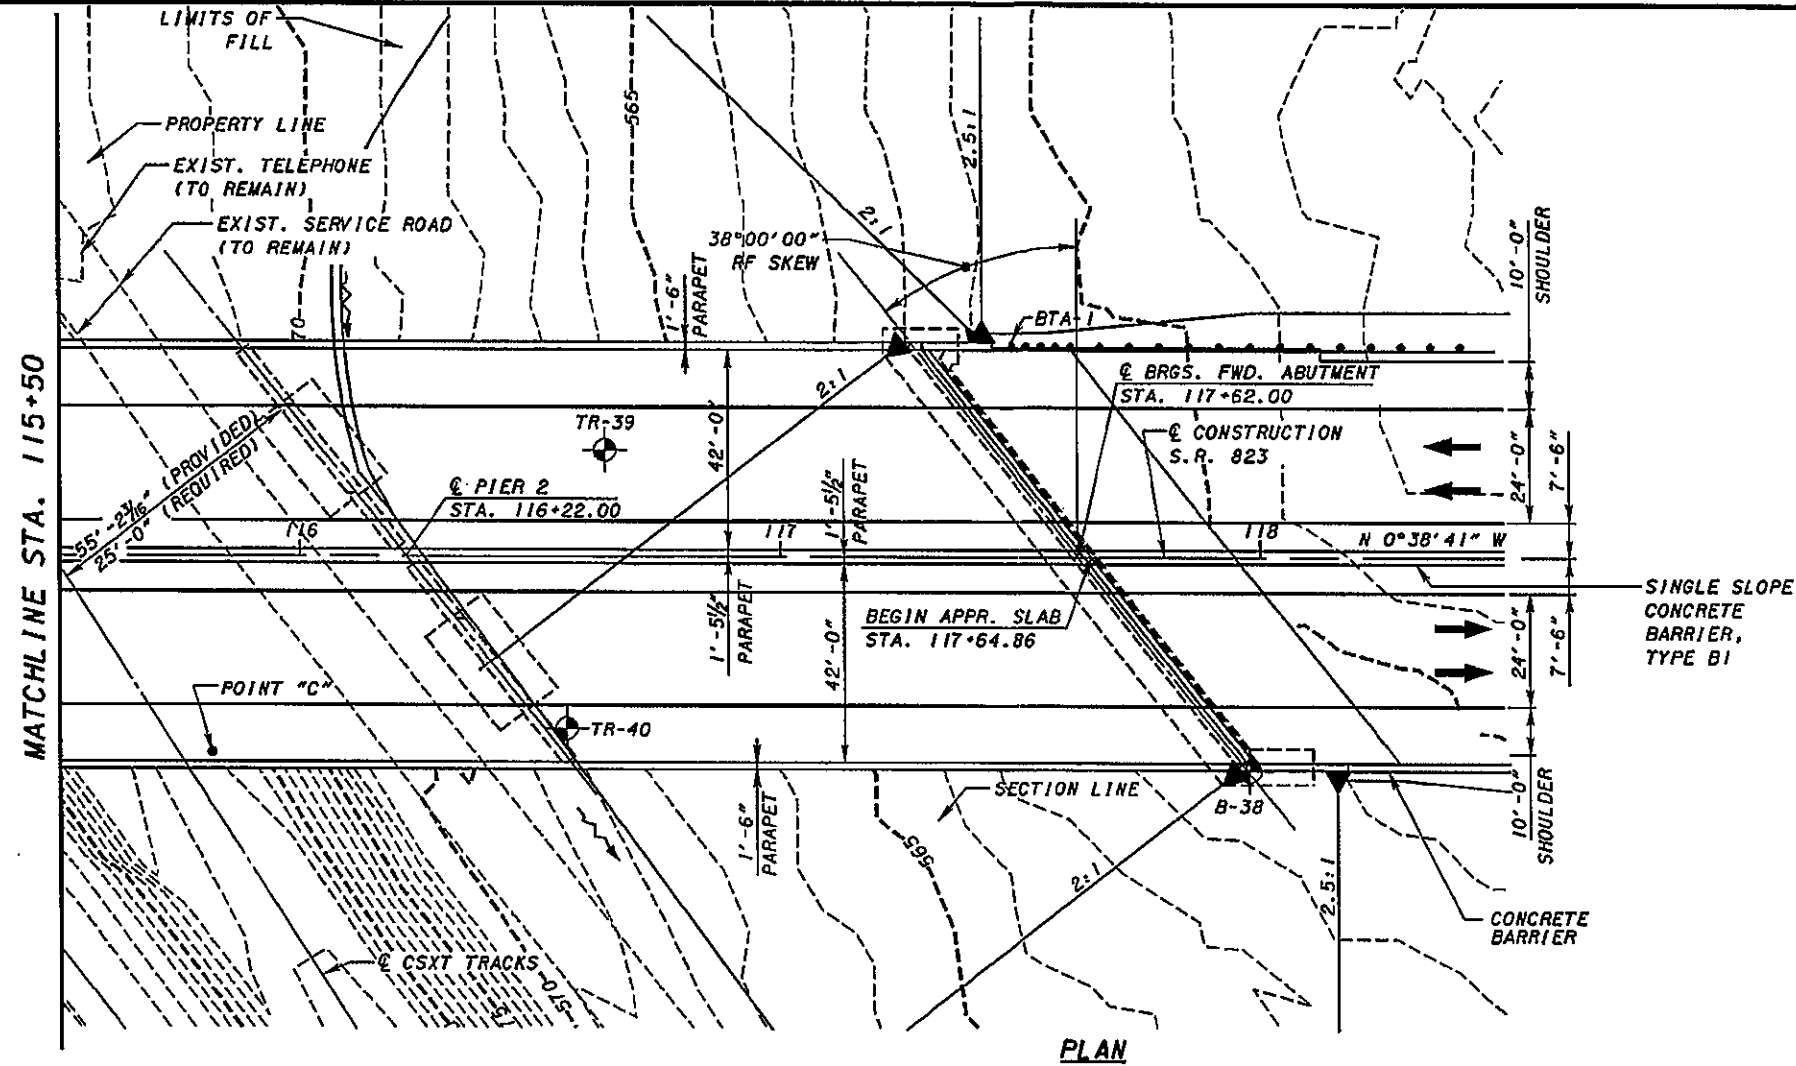 LIMITS OF
FILL
PROPERTY LINE
EXIST. TELEPHONE
(TO REMAIN)
EXIST. SERVICE ROAD
(TO REMAIN)
MATCHLINE STA. 115+50
70
565
2.5:1
2:1
38°00'00"
RF SKEW
1'-6"
PARAPET
BTA-1
10'-0"
SHOULDER
℄ BRGS. FWD. ABUTMENT
STA. 117+62.00
2:1
TR-39
42'-0"
℄ CONSTRUCTION
S.R. 823
24'-0"
7'-6"
55'-2 3/16" (PROVIDED)
25'-0" (REQUIRED)
℄ PIER 2
STA. 116+22.00
1'-5½"
PARAPET
116
117
118
N 0°38'41" W
SINGLE SLOPE
CONCRETE
BARRIER,
TYPE B1
BEGIN APPR. SLAB
STA. 117+64.86
1'-5½"
PARAPET
42'-0"
24'-0"
7'-6"
POINT "C"
TR-40
1'-6"
PARAPET
SECTION LINE
B-38
10'-0"
SHOULDER
565
2:1
2.5:1
CONCRETE
BARRIER
℄ CSXT TRACKS
570
PLAN